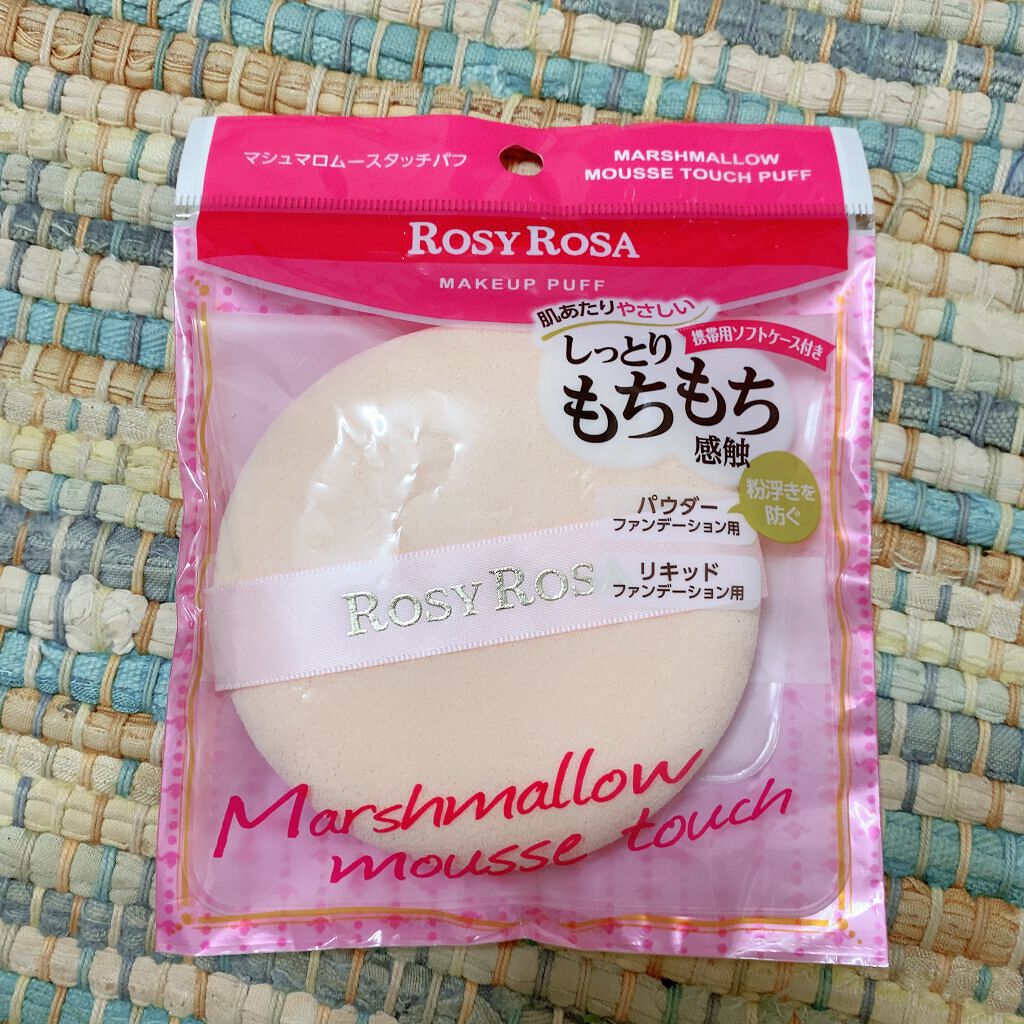 マシュマロムースタッチパフ
MARSHMALLOW
MOUSSE TOUCH PUFF
ROSY ROSA
MAKEUP PUFF
肌あたりやさしい
携帯用ソフトケース付き
しっとり
もちもち
感触
粉浮きを
防ぐ
パウダー
ファンデーション用
リキッド
ファンデーション用
ROSY ROSA
Marshmallow
mousse touch